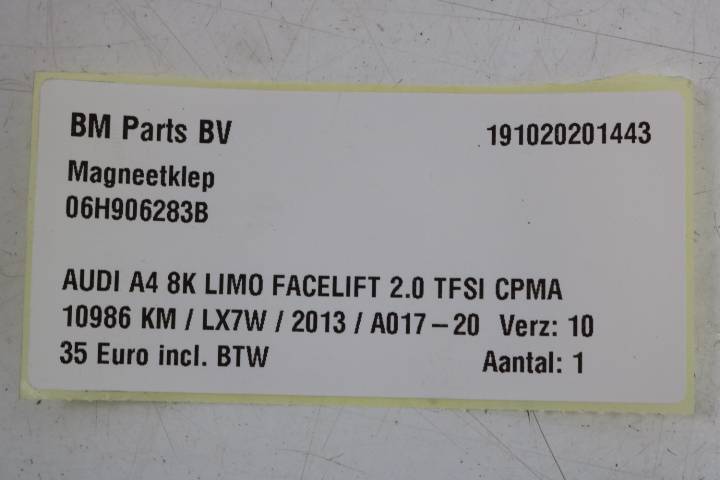 BM Parts BV 191020201443
Magneetklep
06H906283B
AUDI A4 8K LIMO FACELIFT 2.0 TFSI CPMA
10986 KM / LX7W / 2013 / A017-20 Verz: 10
35 Euro incl. BTW Aantal: 1